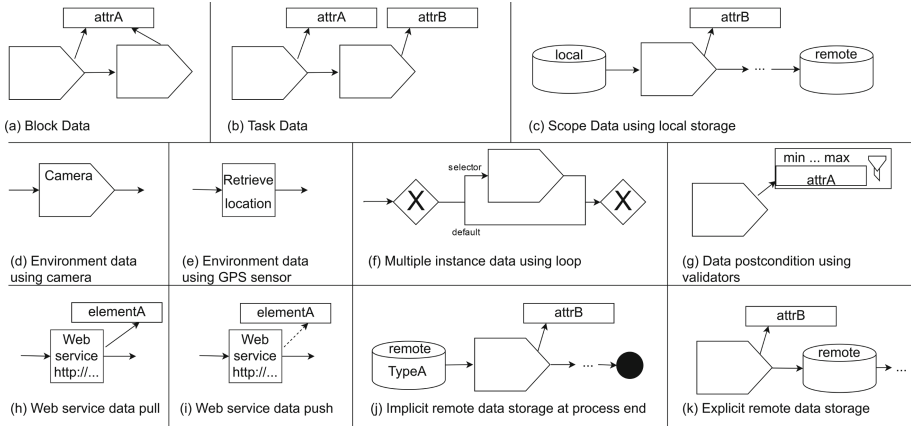 attrA
(a) Block Data
attrA
attrB
(b) Task Data
attrB
local
...
remote
(c) Scope Data using local storage
Camera
(d) Environment data
using camera
Retrieve
location
(e) Environment data
using GPS sensor
X
selector
default
X
(f) Multiple instance data using loop
min ... max
attrA
(g) Data postcondition using
validators
elementA
Web
service
http://...
(h) Web service data pull
elementA
Web
service
http://...
(i) Web service data push
attrB
remote
TypeA
...
(j) Implicit remote data storage at process end
attrB
remote
...
(k) Explicit remote data storage